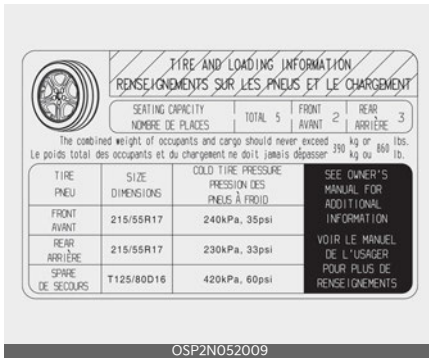 TIRE AND LOADING INFORMATION
RENSEIGNEMENTS SUR LES PNEUS ET LE CHARGEMENT
SEATING CAPACITY
NOMBRE DE PLACES
TOTAL 5
FRONT
AVANT 2
REAR
ARRIÈRE 3
The combined weight of occupants and cargo should never exceed 390 kg or 860 lbs.
Le poids total des occupants et du chargement ne doit jamais dépasser kg ou lb.
TIRE
PNEU
SIZE
DIMENSIONS
COLD TIRE PRESSURE
PRESSION DES
PNEUS À FROID
SEE OWNER'S
MANUAL FOR
ADDITIONAL
INFORMATION
FRONT
AVANT
215/55R17
240kPa, 35psi
REAR
ARRIÈRE
215/55R17
230kPa, 33psi
VOIR LE MANUEL
DE L'USAGER
POUR PLUS DE
RENSEIGNEMENTS
SPARE
DE SECOURS
T125/80D16
420kPa, 60psi
OSP2N052009